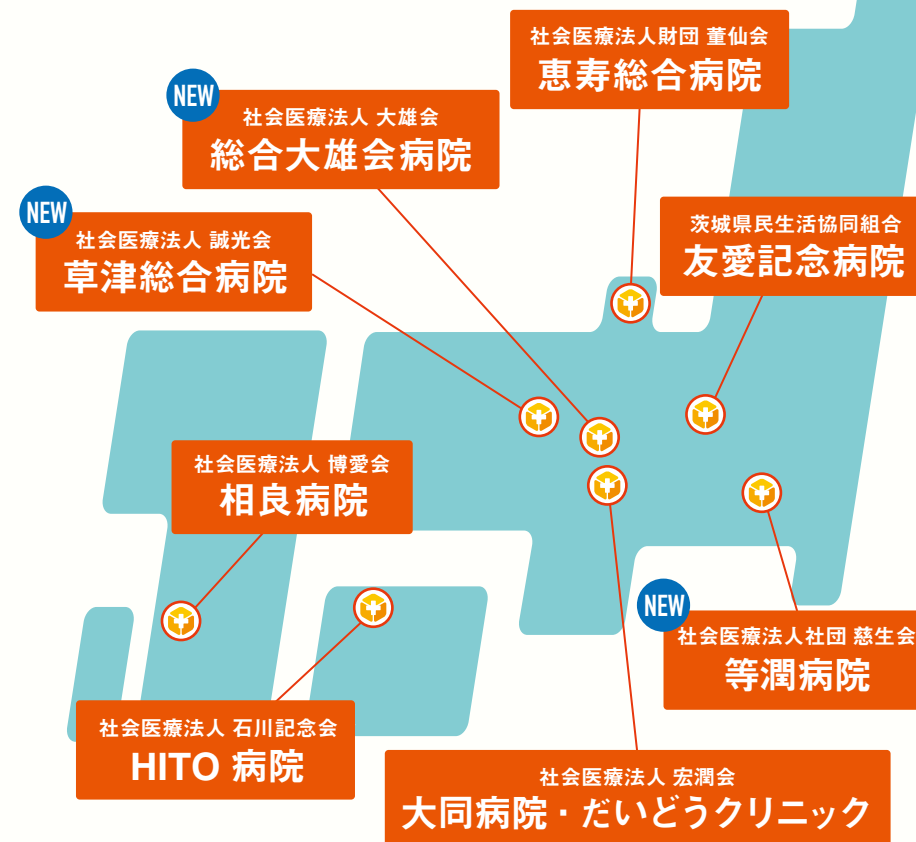 社会医療法人財団 董仙会
恵寿総合病院
NEW
社会医療法人 大雄会
総合大雄会病院
NEW
社会医療法人 誠光会
草津総合病院
茨城県民生活協同組合
友愛記念病院
社会医療法人 博愛会
相良病院
NEW
社会医療法人社団 慈生会
等潤病院
社会医療法人 石川記念会
HITO 病院
社会医療法人 宏潤会
大同病院・だいどうクリニック